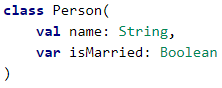 class Person(
    val name: String,
    var isMarried: Boolean
)